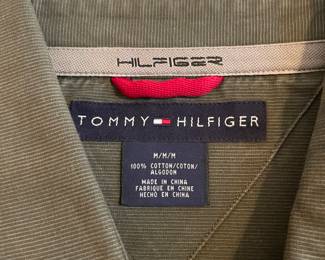 HILFIGER
TOMMY HILFIGER
M/M/M
100% COTTON/COTON/
ALGODON
MADE IN CHINA
FABRIQUE EN CHINE
HECHO EN CHINA